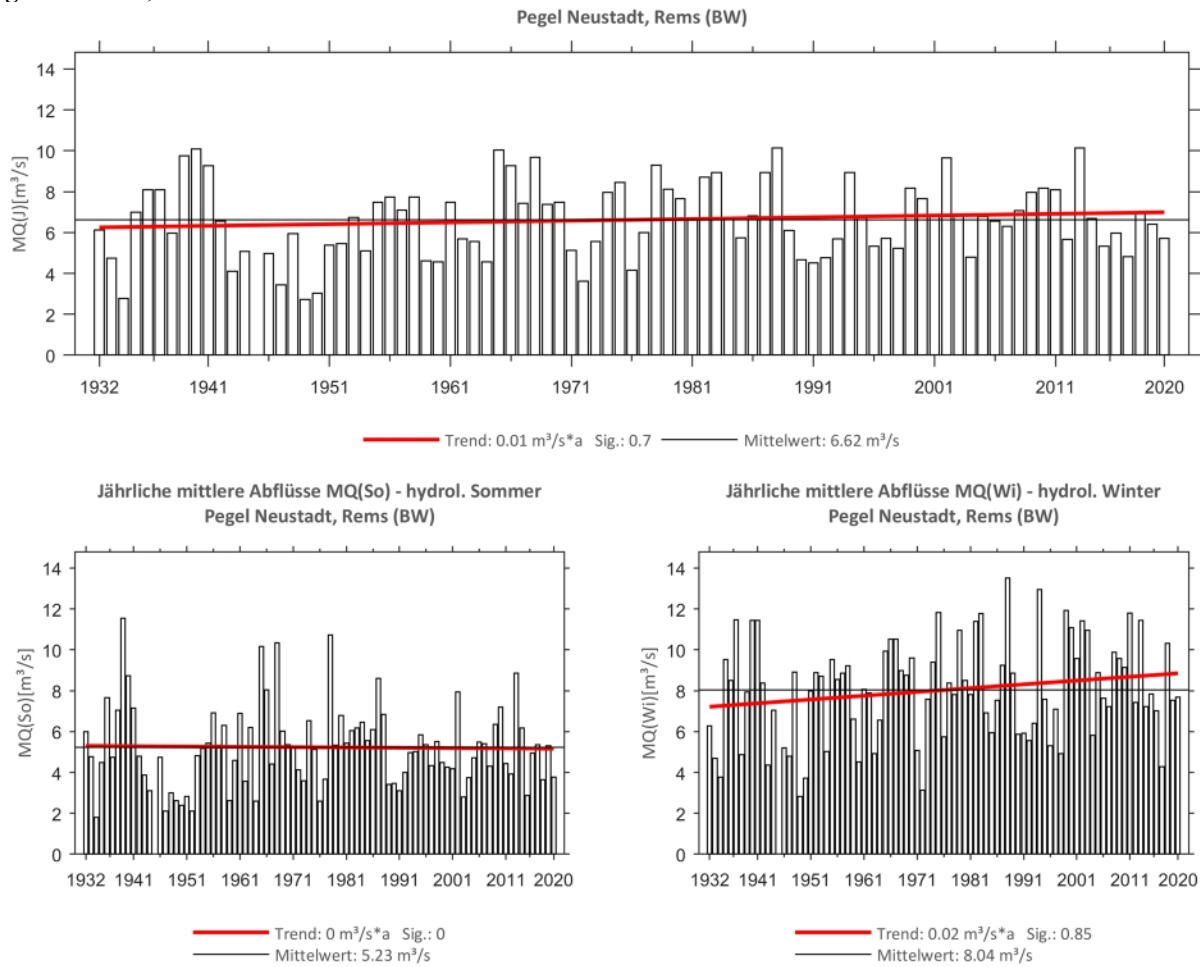 Pegel Neustadt, Rems (BW)
14
12
10
8
6
4
2
0
MQ(J)[m³/s]
1932 1941 1951 1961 1971 1981 1991 2001 2011 2020
Trend: 0.01 m³/s*a Sig.: 0.7 Mittelwert: 6.62 m³/s
Jährliche mittlere Abflüsse MQ(So) - hydrol. Sommer
Pegel Neustadt, Rems (BW)
14
12
10
8
6
4
2
0
MQ(So)[m³/s]
1932 1941 1951 1961 1971 1981 1991 2001 2011 2020
Trend: 0 m³/s*a Sig.: 0
Mittelwert: 5.23 m³/s
Jährliche mittlere Abflüsse MQ(Wi) - hydrol. Winter
Pegel Neustadt, Rems (BW)
14
12
10
8
6
4
2
0
MQ(Wi)[m³/s]
1932 1941 1951 1961 1971 1981 1991 2001 2011 2020
Trend: 0.02 m³/s*a Sig.: 0.85
Mittelwert: 8.04 m³/s